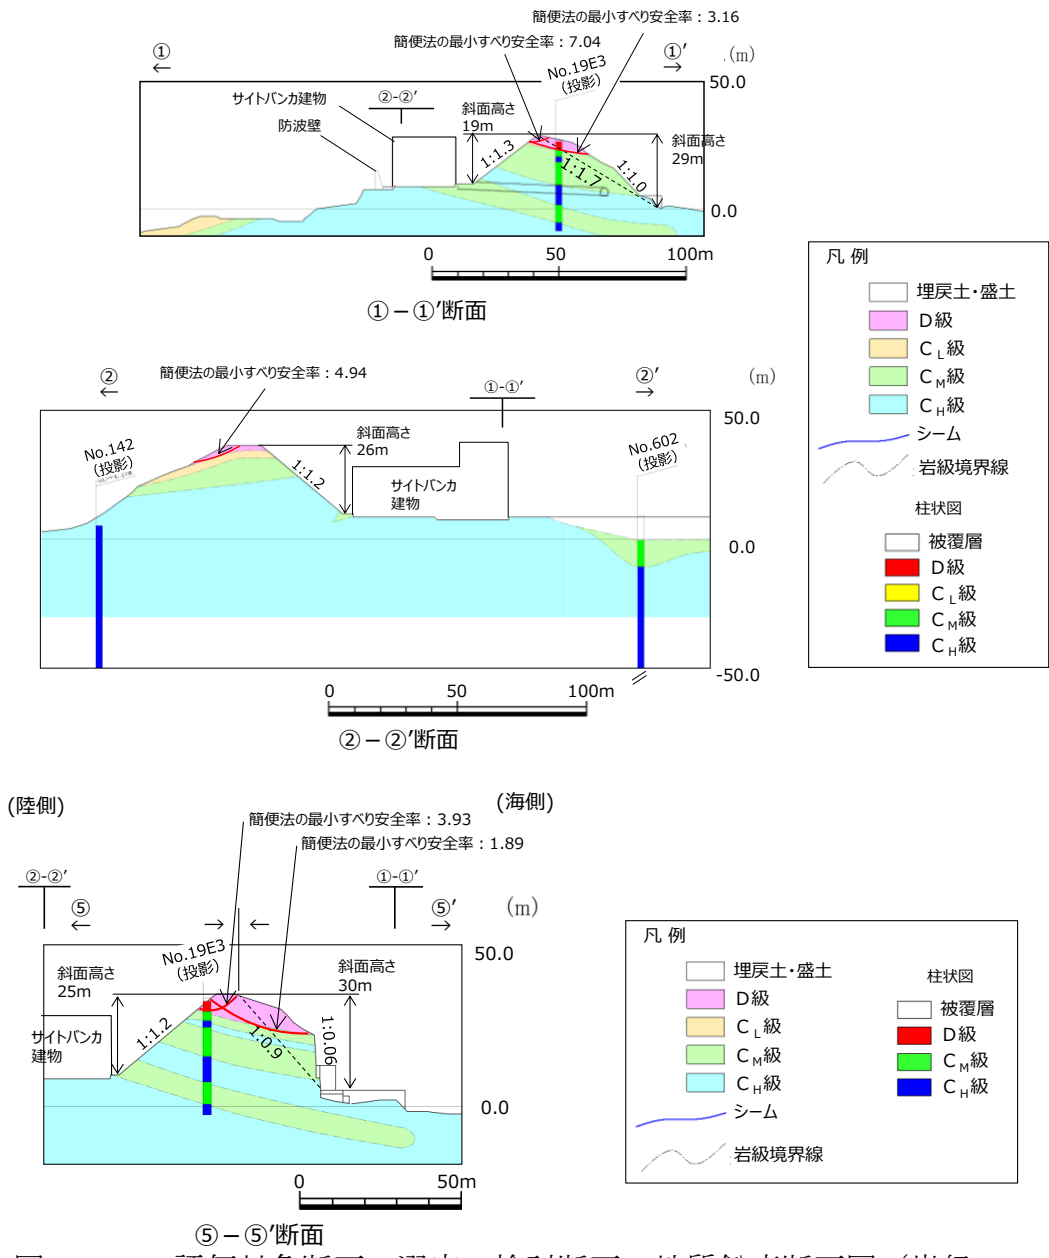 簡便法の最小すべり安全率：3.16
簡便法の最小すべり安全率：7.04
① ①′ (m)
No.19E3
(投影)
50.0
サイトバンカ建物
②-②′
斜面高さ
19m
防波壁
斜面高さ
29m
1:1.3
1:1.7
1:1.0
0.0
0 50 100m
①－①′断面
凡 例
埋戻土・盛土
D級
CL級
CM級
CH級
シーム
岩級境界線
柱状図
被覆層
D級
CL級
CM級
CH級
簡便法の最小すべり安全率：4.94
② ①-①′ ②′ (m)
50.0
No.142
(投影)
斜面高さ
26m
No.602
(投影)
1:1.2
サイトバンカ
建物
0.0
-50.0
0 50 100m
②－②′断面
(陸側) (海側)
簡便法の最小すべり安全率：3.93
簡便法の最小すべり安全率：1.89
②-②′ ①-①′
⑤ ⑤′ (m)
No.19E3
(投影)
50.0
斜面高さ
25m
斜面高さ
30m
サイトバンカ
建物
1:1.2
1:0.9
1:0.06
0.0
0 50m
⑤－⑤′断面
凡 例
埋戻土・盛土
D級
CL級
CM級
CH級
シーム
岩級境界線
柱状図
被覆層
D級
CM級
CH級